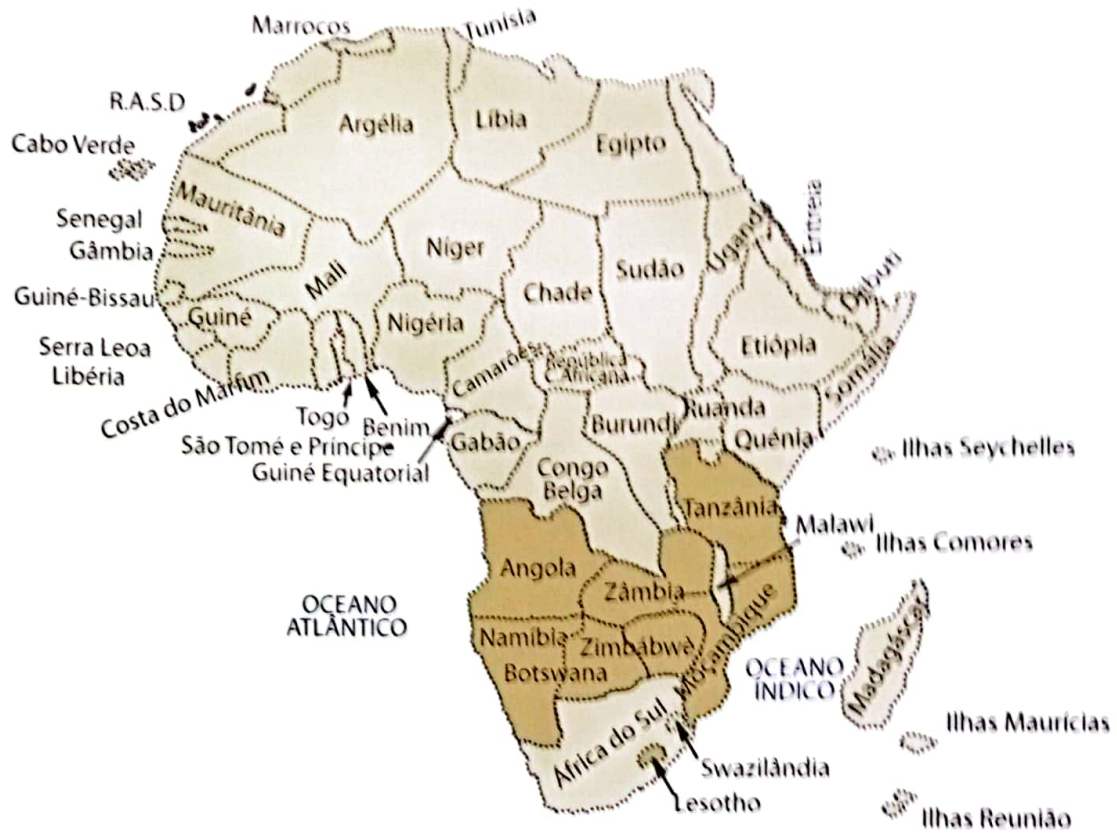 Marrocos
Tunísia
R.A.S.D
Argélia
Líbia
Egipto
Cabo Verde
Mauritânia
Senegal
Gâmbia
Mali
Níger
Chade
Sudão
Uganda
Eritreia
Djibuti
Guiné-Bissau
Guiné
Nigéria
Etiópia
Somália
Serra Leoa
Libéria
Costa do Marfim
Togo
Benim
Camarões
República
C.Africana
São Tomé e Príncipe
Guiné Equatorial
Gabão
Congo
Belga
Burundi
Ruanda
Quénia
Ilhas Seychelles
Tanzânia
Malawi
Ilhas Comores
Angola
Zâmbia
Moçambique
OCEANO
ATLÂNTICO
Namíbia
Zimbábwè
Botswana
OCEANO
ÍNDICO
Madagáscar
África do Sul
Ilhas Maurícias
Swazilândia
Lesotho
Ilhas Reunião